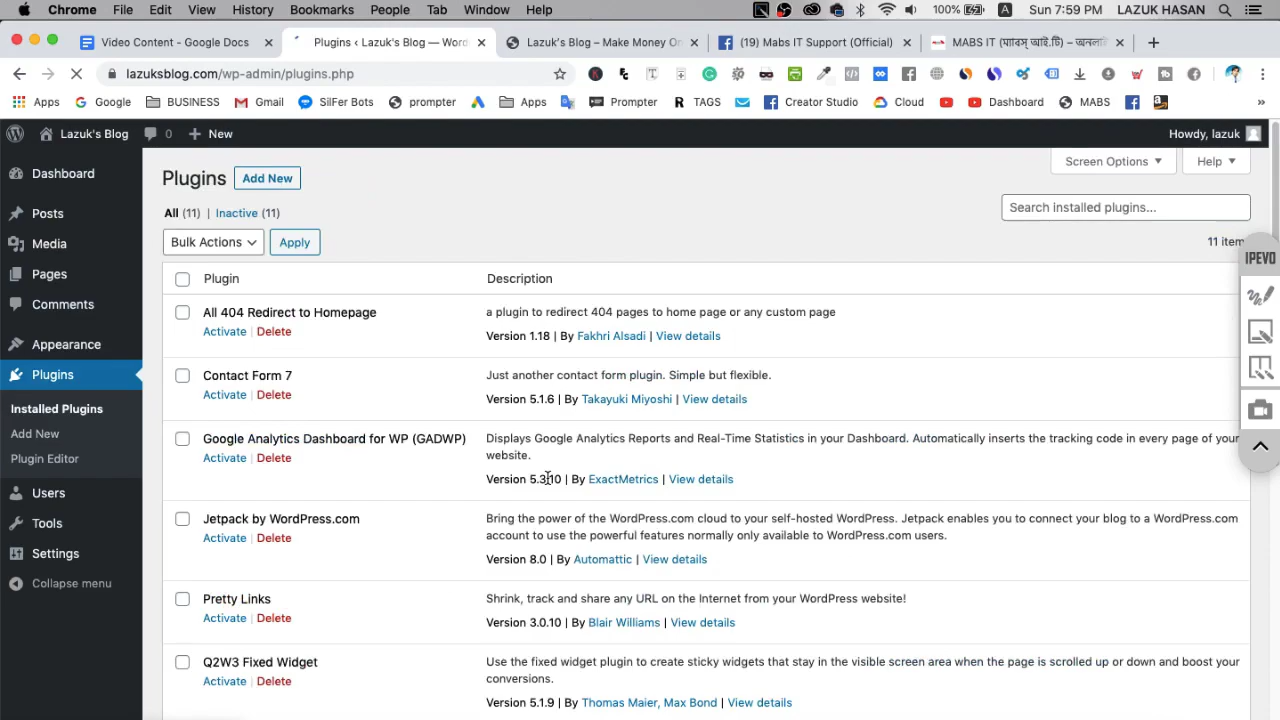 Chrome File Edit View History Bookmarks People Tab Window Help 100% A Sun 7:59 PM LAZUK HASAN
Video Content - Google Docs × Plugins ‹ Lazuk's Blog — Word × Lazuk's Blog – Make Money On × (19) Mabs IT Support (Official) × MABS IT (ম্যাবস্ আই.টি) – অনলাই ×
lazuksblog.com/wp-admin/plugins.php
Apps Google BUSINESS Gmail SilFer Bots prompter Apps Prompter R TAGS Creator Studio Cloud Dashboard MABS »
Lazuk's Blog 0 + New Howdy, lazuk
Screen Options Help
Plugins Add New
All (11) | Inactive (11)
Search installed plugins...
Bulk Actions Apply
11 item
Plugin Description
All 404 Redirect to Homepage a plugin to redirect 404 pages to home page or any custom page
Activate | Delete Version 1.18 | By Fakhri Alsadi | View details
Contact Form 7 Just another contact form plugin. Simple but flexible.
Activate | Delete Version 5.1.6 | By Takayuki Miyoshi | View details
Google Analytics Dashboard for WP (GADWP) Displays Google Analytics Reports and Real-Time Statistics in your Dashboard. Automatically inserts the tracking code in every page of your
Activate | Delete website.
Version 5.3.10 | By ExactMetrics | View details
Jetpack by WordPress.com Bring the power of the WordPress.com cloud to your self-hosted WordPress. Jetpack enables you to connect your blog to a WordPress.com
Activate | Delete account to use the powerful features normally only available to WordPress.com users.
Version 8.0 | By Automattic | View details
Pretty Links Shrink, track and share any URL on the Internet from your WordPress website!
Activate | Delete Version 3.0.10 | By Blair Williams | View details
Q2W3 Fixed Widget Use the fixed widget plugin to create sticky widgets that stay in the visible screen area when the page is scrolled up or down and boost your
Activate | Delete conversions.
Version 5.1.9 | By Thomas Maier, Max Bond | View details
Dashboard
Posts
Media
Pages
Comments
Appearance
Plugins
Installed Plugins
Add New
Plugin Editor
Users
Tools
Settings
Collapse menu
IPEVO